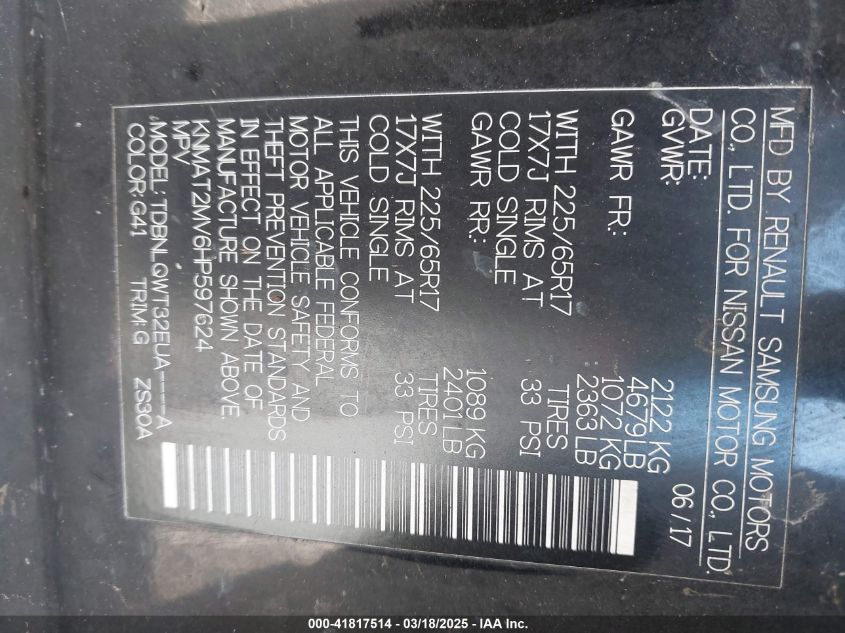 MFD BY RENAULT SAMSUNG MOTORS
CO., LTD. FOR NISSAN MOTOR CO., LTD.
DATE: 06/17
GVWR: 2122 KG
4679 LB
GAWR FR: 1072 KG
2363 LB
WITH 225/65R17 TIRES
17X7J RIMS AT 33 PSI
COLD SINGLE
GAWR RR: 1089 KG
2401 LB
WITH 225/65R17 TIRES
17X7J RIMS AT 33 PSI
COLD SINGLE
THIS VEHICLE CONFORMS TO
ALL APPLICABLE FEDERAL
MOTOR VEHICLE SAFETY AND
THEFT PREVENTION STANDARDS
IN EFFECT ON THE DATE OF
MANUFACTURE SHOWN ABOVE.
KNMAT2MV6HP597624
MPV
MODEL: TDBNLQWT32EUA----A
COLOR: G41 TRIM: G ZS30A
000-41817514 - 03/18/2025 - IAA Inc.